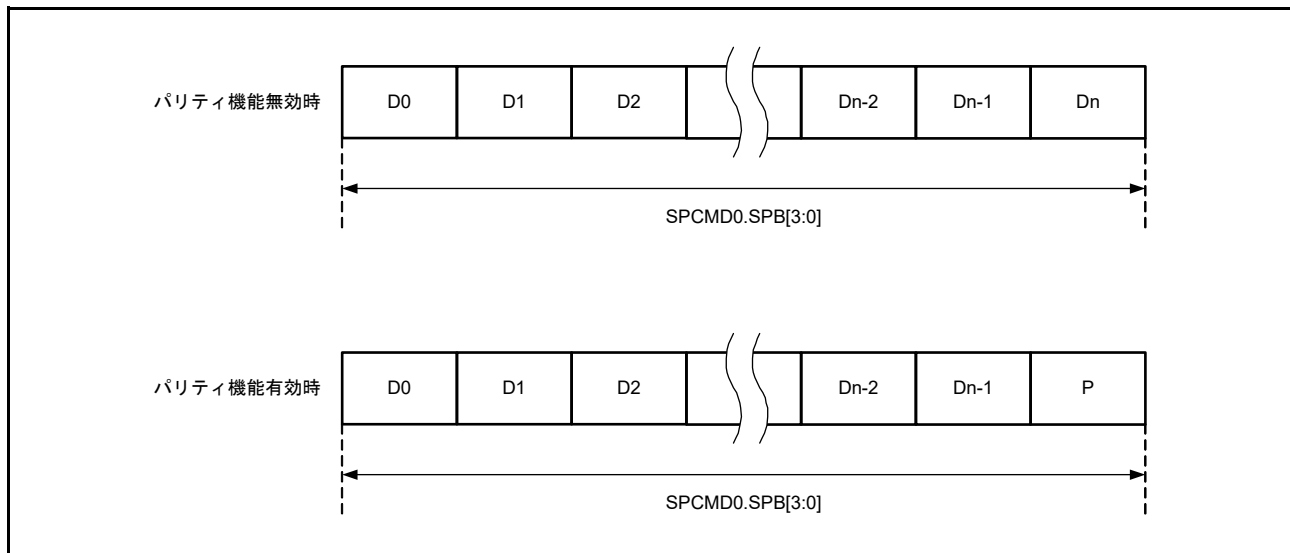 パリティ機能無効時 D0 D1 D2 Dn-2 Dn-1 Dn
SPCMD0.SPB[3:0]
パリティ機能有効時 D0 D1 D2 Dn-2 Dn-1 P
SPCMD0.SPB[3:0]